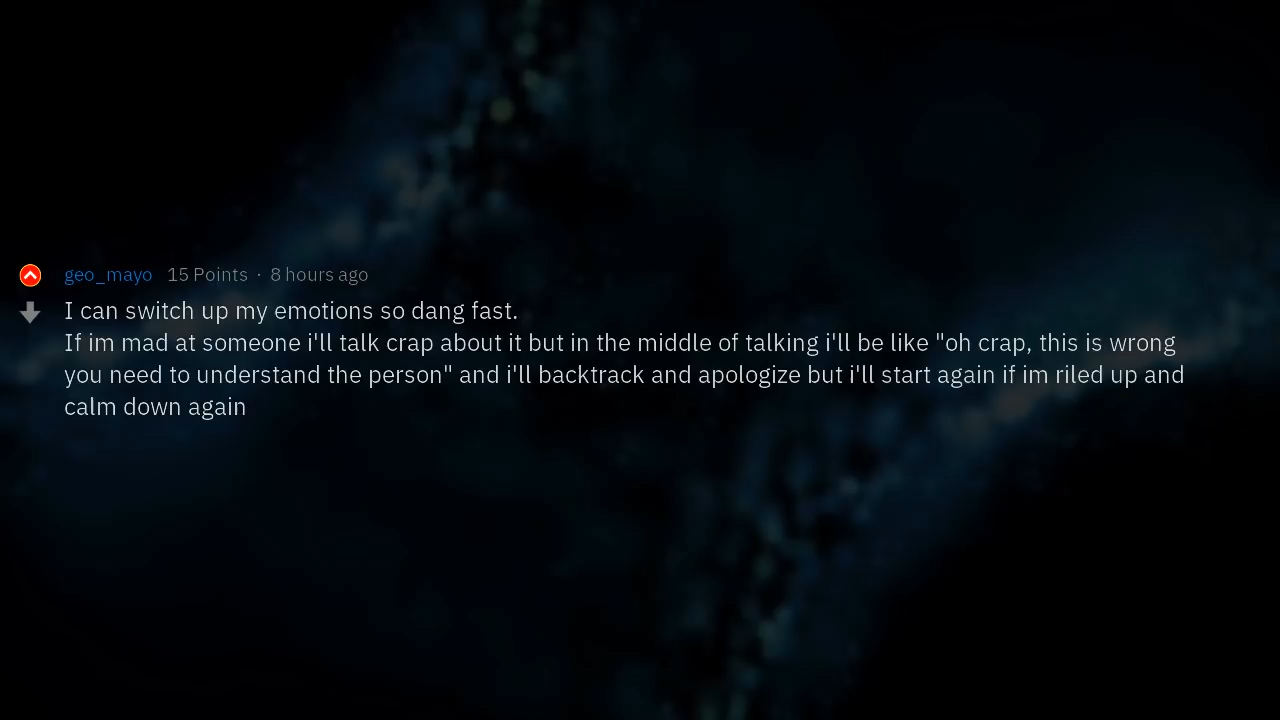 geo_mayo 15 Points · 8 hours ago
I can switch up my emotions so dang fast.
If im mad at someone i'll talk crap about it but in the middle of talking i'll be like "oh crap, this is wrong
you need to understand the person" and i'll backtrack and apologize but i'll start again if im riled up and
calm down again